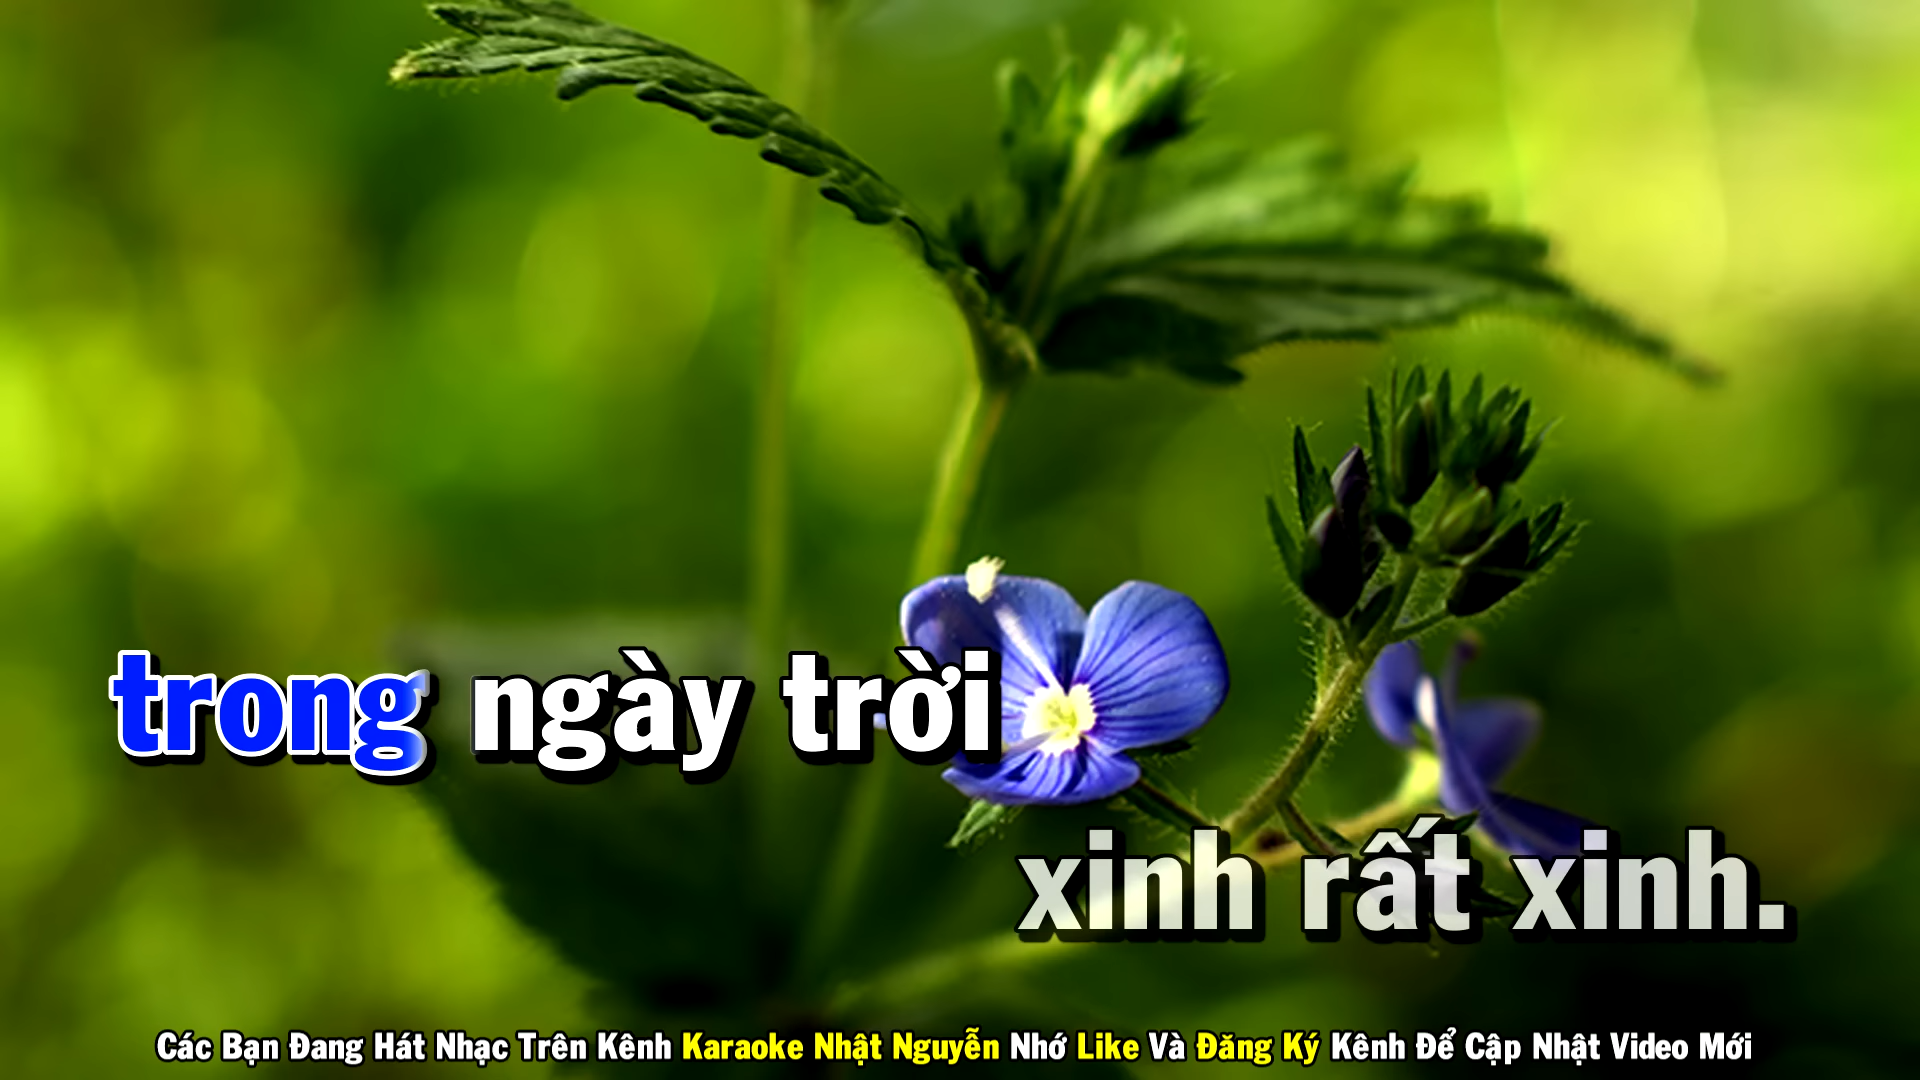 trong ngày trời
xinh rất xinh.
Các Bạn Đang Hát Nhạc Trên Kênh Karaoke Nhật Nguyễn Nhớ Like Và Đăng Ký Kênh Để Cập Nhật Video Mới